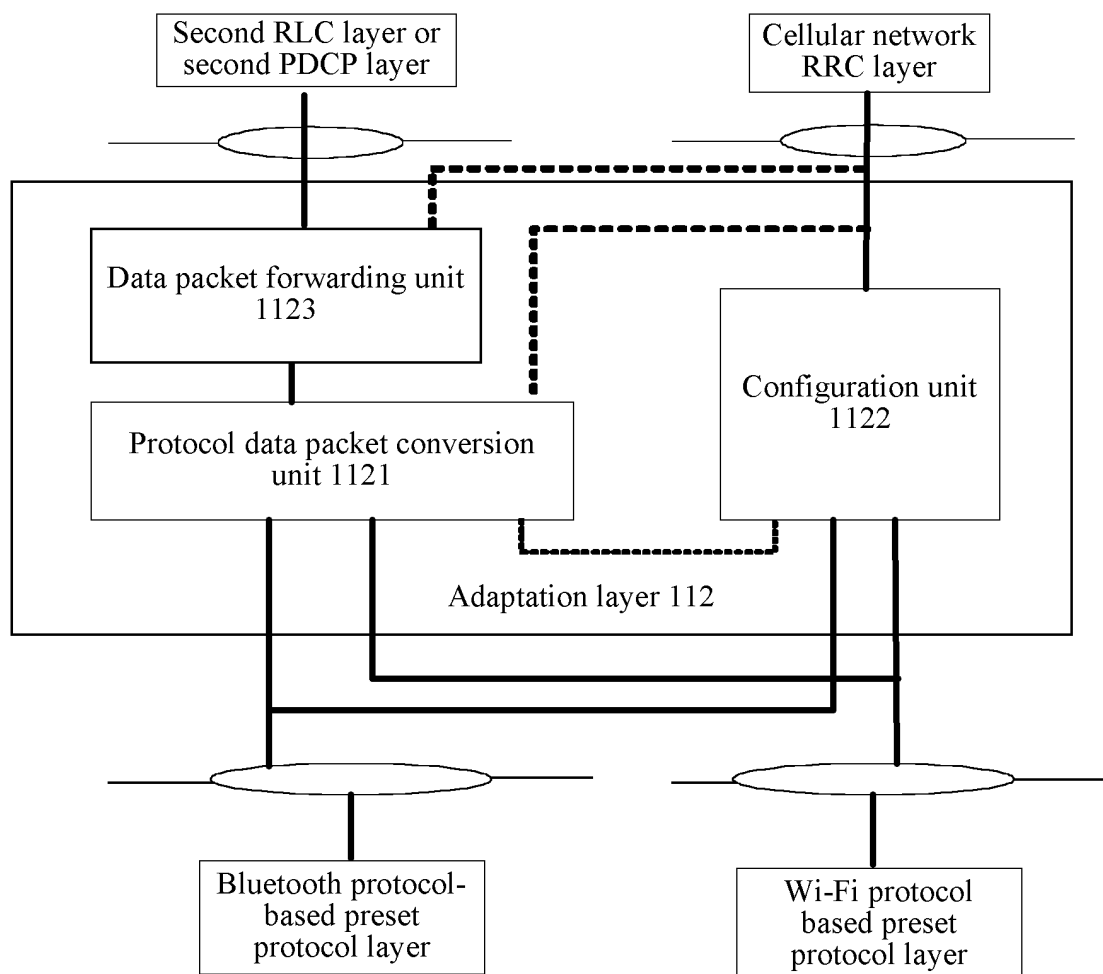 Second RLC layer or
second PDCP layer
Cellular network
RRC layer
Data packet forwarding unit
1123
Configuration unit
1122
Protocol data packet conversion
unit 1121
Adaptation layer 112
Bluetooth protocol-
based preset
protocol layer
Wi-Fi protocol
based preset
protocol layer